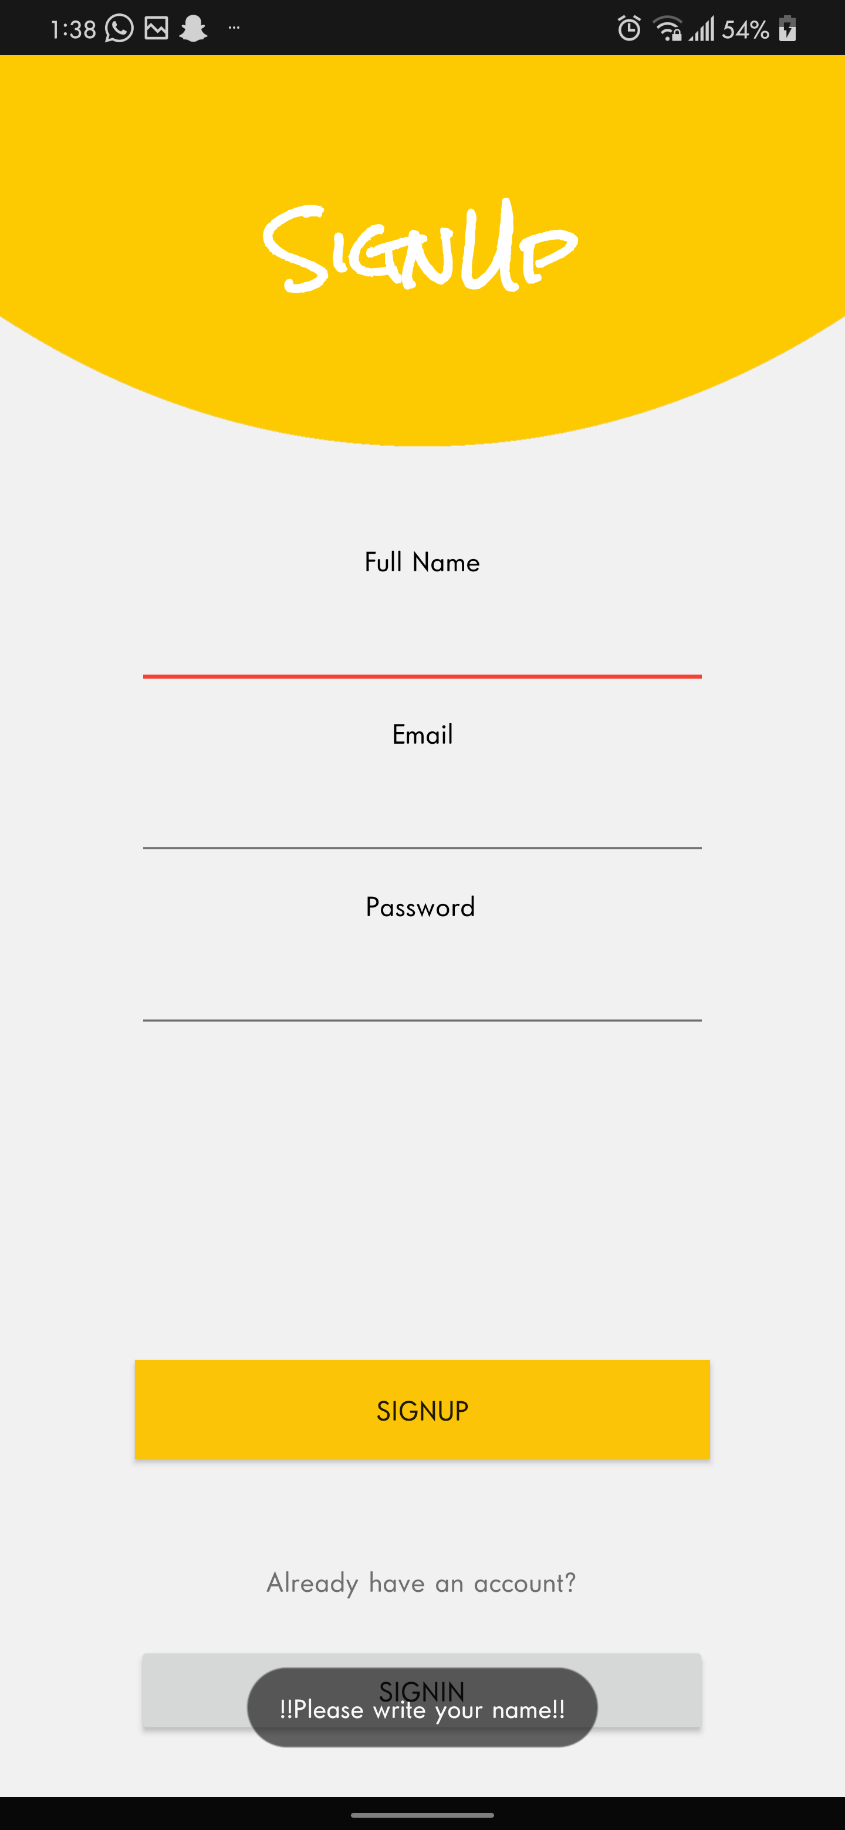 1:38 ... 54%
SignUp
Full Name
Email
Password
SIGNUP
Already have an account?
SIGNIN
!!Please write your name!!